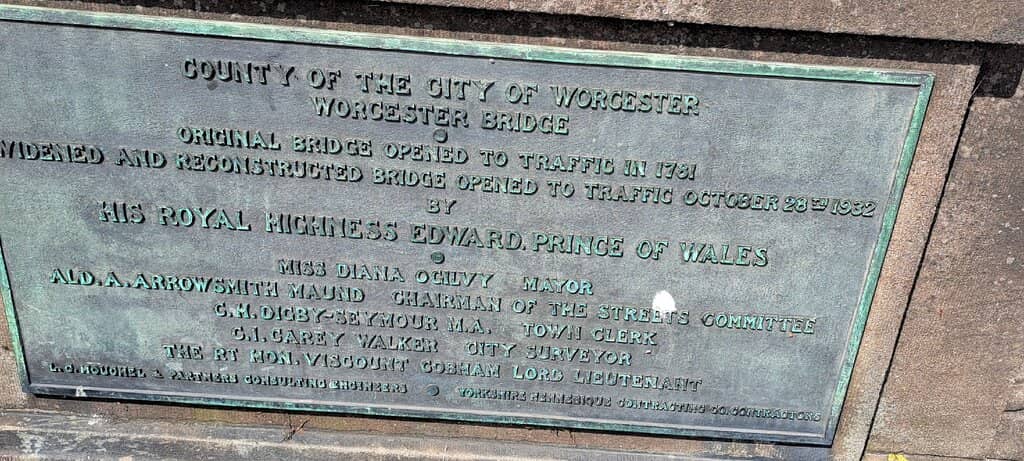 COUNTY OF THE CITY OF WORCESTER
WORCESTER BRIDGE
ORIGINAL BRIDGE OPENED TO TRAFFIC IN 1781
WIDENED AND RECONSTRUCTED BRIDGE OPENED TO TRAFFIC OCTOBER 28TH 1932
BY
HIS ROYAL HIGHNESS EDWARD. PRINCE OF WALES
MISS DIANA OGILVY MAYOR
ALD. A. ARROWSMITH MAUND CHAIRMAN OF THE STREETS COMMITTEE
C.H. DIGBY-SEYMOUR M.A. TOWN CLERK
C.I. CAREY WALKER CITY SURVEYOR
THE RT HON. VISCOUNT COBHAM LORD LIEUTENANT
L.G. MOUCHEL & PARTNERS CONSULTING ENGINEERS YORKSHIRE HENNEBIQUE CONTRACTING CO. CONTRACTORS